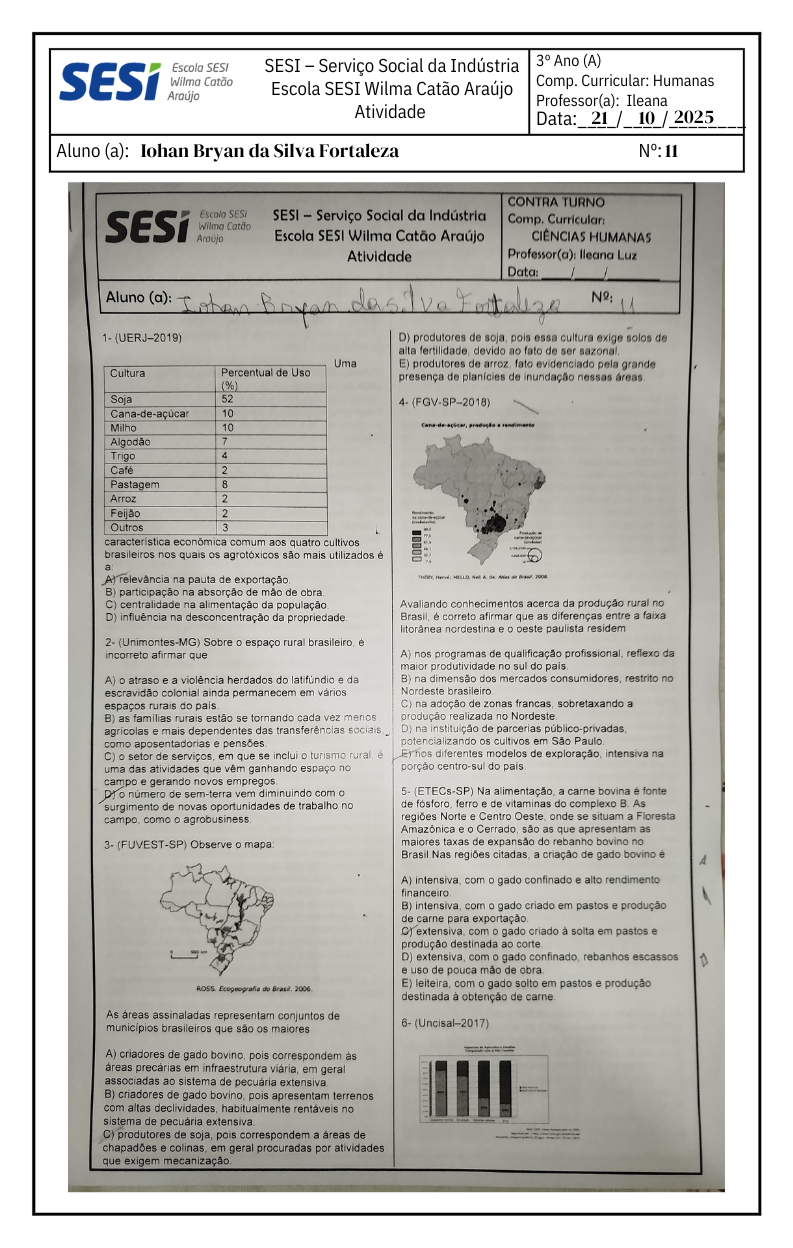 SESI
Escola SESI
Wilma Catão
Araújo
SESI – Serviço Social da Indústria
Escola SESI Wilma Catão Araújo
Atividade
3º Ano (A)
Comp. Curricular: Humanas
Professor(a): Ileana
Data: 21 / 10 / 2025
Aluno (a): Iohan Bryan da Silva Fortaleza Nº: 11
SESI
Escola SESI
Wilma Catão
Araújo
SESI – Serviço Social da Indústria
Escola SESI Wilma Catão Araújo
Atividade
CONTRA TURNO
Comp. Curricular:
CIÊNCIAS HUMANAS
Professor(a): Ileana Luz
Data: ____/____/________
Aluno (a): Iohan Bryan da Silva Fortaleza Nº: 11
1- (UERJ–2019)
Uma
Cultura Percentual de Uso (%)
Soja 52
Cana-de-açúcar 10
Milho 10
Algodão 7
Trigo 4
Café 2
Pastagem 8
Arroz 2
Feijão 2
Outros 3
característica econômica comum aos quatro cultivos
brasileiros nos quais os agrotóxicos são mais utilizados é
a:
A) relevância na pauta de exportação.
B) participação na absorção de mão de obra.
C) centralidade na alimentação da população.
D) influência na desconcentração da propriedade.
2- (Unimontes-MG) Sobre o espaço rural brasileiro, é
incorreto afirmar que
A) o atraso e a violência herdados do latifúndio e da
escravidão colonial ainda permanecem em vários
espaços rurais do país.
B) as famílias rurais estão se tornando cada vez menos
agrícolas e mais dependentes das transferências sociais,
como aposentadorias e pensões.
C) o setor de serviços, em que se inclui o turismo rural, é
uma das atividades que vêm ganhando espaço no
campo e gerando novos empregos.
D) o número de sem-terra vem diminuindo com o
surgimento de novas oportunidades de trabalho no
campo, como o agrobusiness.
3- (FUVEST-SP) Observe o mapa:
ROSS. Ecogeografia do Brasil. 2006.
As áreas assinaladas representam conjuntos de
municípios brasileiros que são os maiores
A) criadores de gado bovino, pois correspondem às
áreas precárias em infraestrutura viária, em geral
associadas ao sistema de pecuária extensiva.
B) criadores de gado bovino, pois apresentam terrenos
com altas declividades, habitualmente rentáveis no
sistema de pecuária extensiva.
C) produtores de soja, pois correspondem a áreas de
chapadões e colinas, em geral procuradas por atividades
que exigem mecanização.
D) produtores de soja, pois essa cultura exige solos de
alta fertilidade, devido ao fato de ser sazonal.
E) produtores de arroz, fato evidenciado pela grande
presença de planícies de inundação nessas áreas.
4- (FGV-SP–2018)
Cana-de-açúcar, produção e rendimento
THÉRY, Hervé; MELLO, Neli A. de. Atlas do Brasil. 2008.
Avaliando conhecimentos acerca da produção rural no
Brasil, é correto afirmar que as diferenças entre a faixa
litorânea nordestina e o oeste paulista residem
A) nos programas de qualificação profissional, reflexo da
maior produtividade no sul do país.
B) na dimensão dos mercados consumidores, restrito no
Nordeste brasileiro.
C) na adoção de zonas francas, sobretaxando a
produção realizada no Nordeste.
D) na instituição de parcerias público-privadas,
potencializando os cultivos em São Paulo.
E) nos diferentes modelos de exploração, intensiva na
porção centro-sul do país.
5- (ETECs-SP) Na alimentação, a carne bovina é fonte
de fósforo, ferro e de vitaminas do complexo B. As
regiões Norte e Centro Oeste, onde se situam a Floresta
Amazônica e o Cerrado, são as que apresentam as
maiores taxas de expansão do rebanho bovino no
Brasil.Nas regiões citadas, a criação de gado bovino é
A) intensiva, com o gado confinado e alto rendimento
financeiro.
B) intensiva, com o gado criado em pastos e produção
de carne para exportação.
C) extensiva, com o gado criado à solta em pastos e
produção destinada ao corte.
D) extensiva, com o gado confinado, rebanhos escassos
e uso de pouca mão de obra.
E) leiteira, com o gado solto em pastos e produção
destinada à obtenção de carne.
6- (Uncisal–2017)